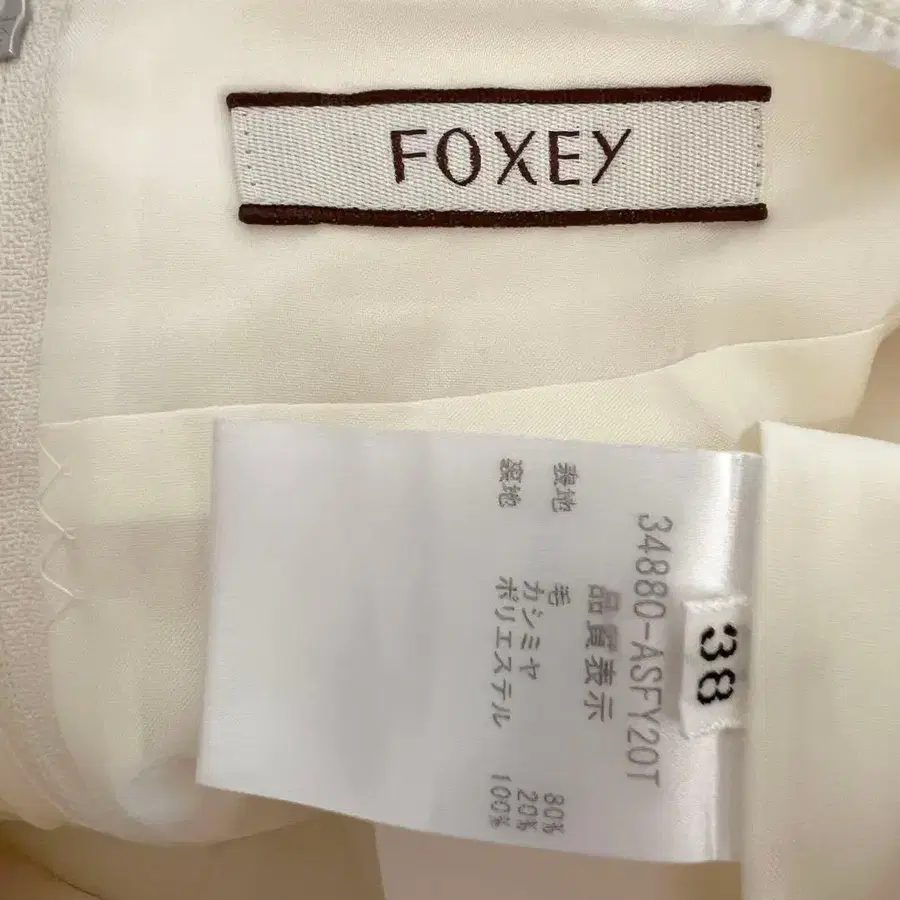 FOXEY
38
34880-ASFY20T
品質表示
表地 毛 80%
カシミヤ 20%
裏地 ポリエステル 100%